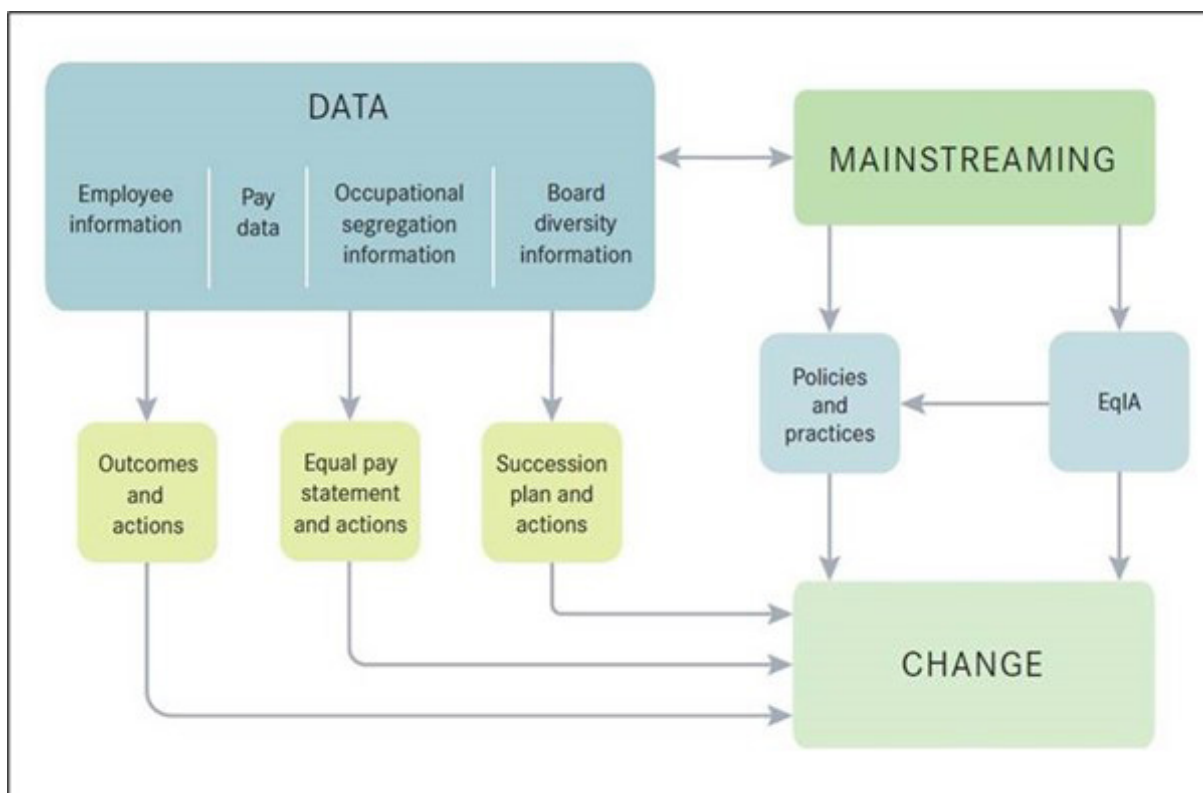 DATA
Employee
information
Pay
data
Occupational
segregation
information
Board
diversity
information
MAINSTREAMING
Policies
and
practices
EqIA
Outcomes
and
actions
Equal pay
statement
and actions
Succession
plan and
actions
CHANGE